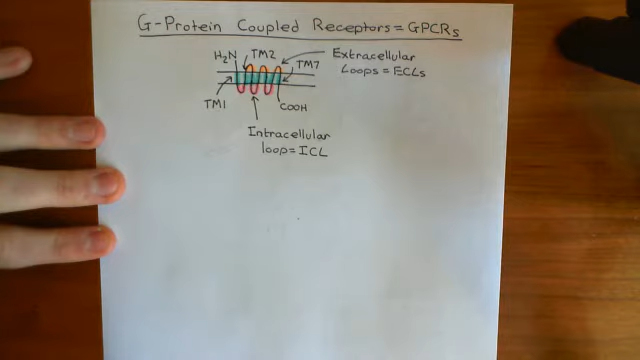 G-Protein Coupled Receptors = GPCRs
H₂N
TM2
Extracellular
Loops = ECLs
TM7
TM1
COOH
Intracellular
loop = ICL